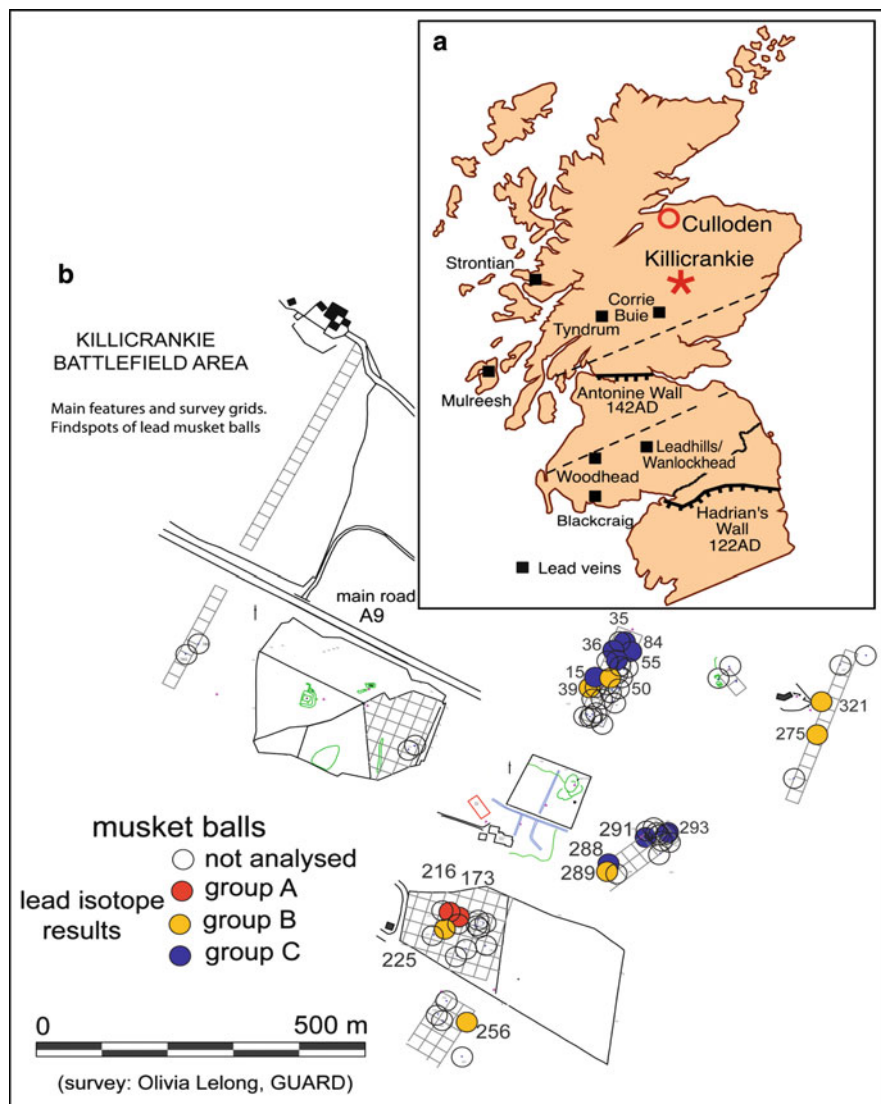 a
Culloden
Killicrankie
Strontian
Corrie
Buie
Tyndrum
Mulreesh
Antonine Wall
142AD
Leadhills/
Wanlockhead
Woodhead
Blackcraig
Hadrian's
Wall
122AD
Lead veins
b
KILLICRANKIE
BATTLEFIELD AREA
Main features and survey grids.
Findspots of lead musket balls
main road
A9
35
36
84
55
15
39
50
321
275
291
293
288
289
216
173
225
256
musket balls
not analysed
lead isotope
results
group A
group B
group C
0
500 m
(survey: Olivia Lelong, GUARD)